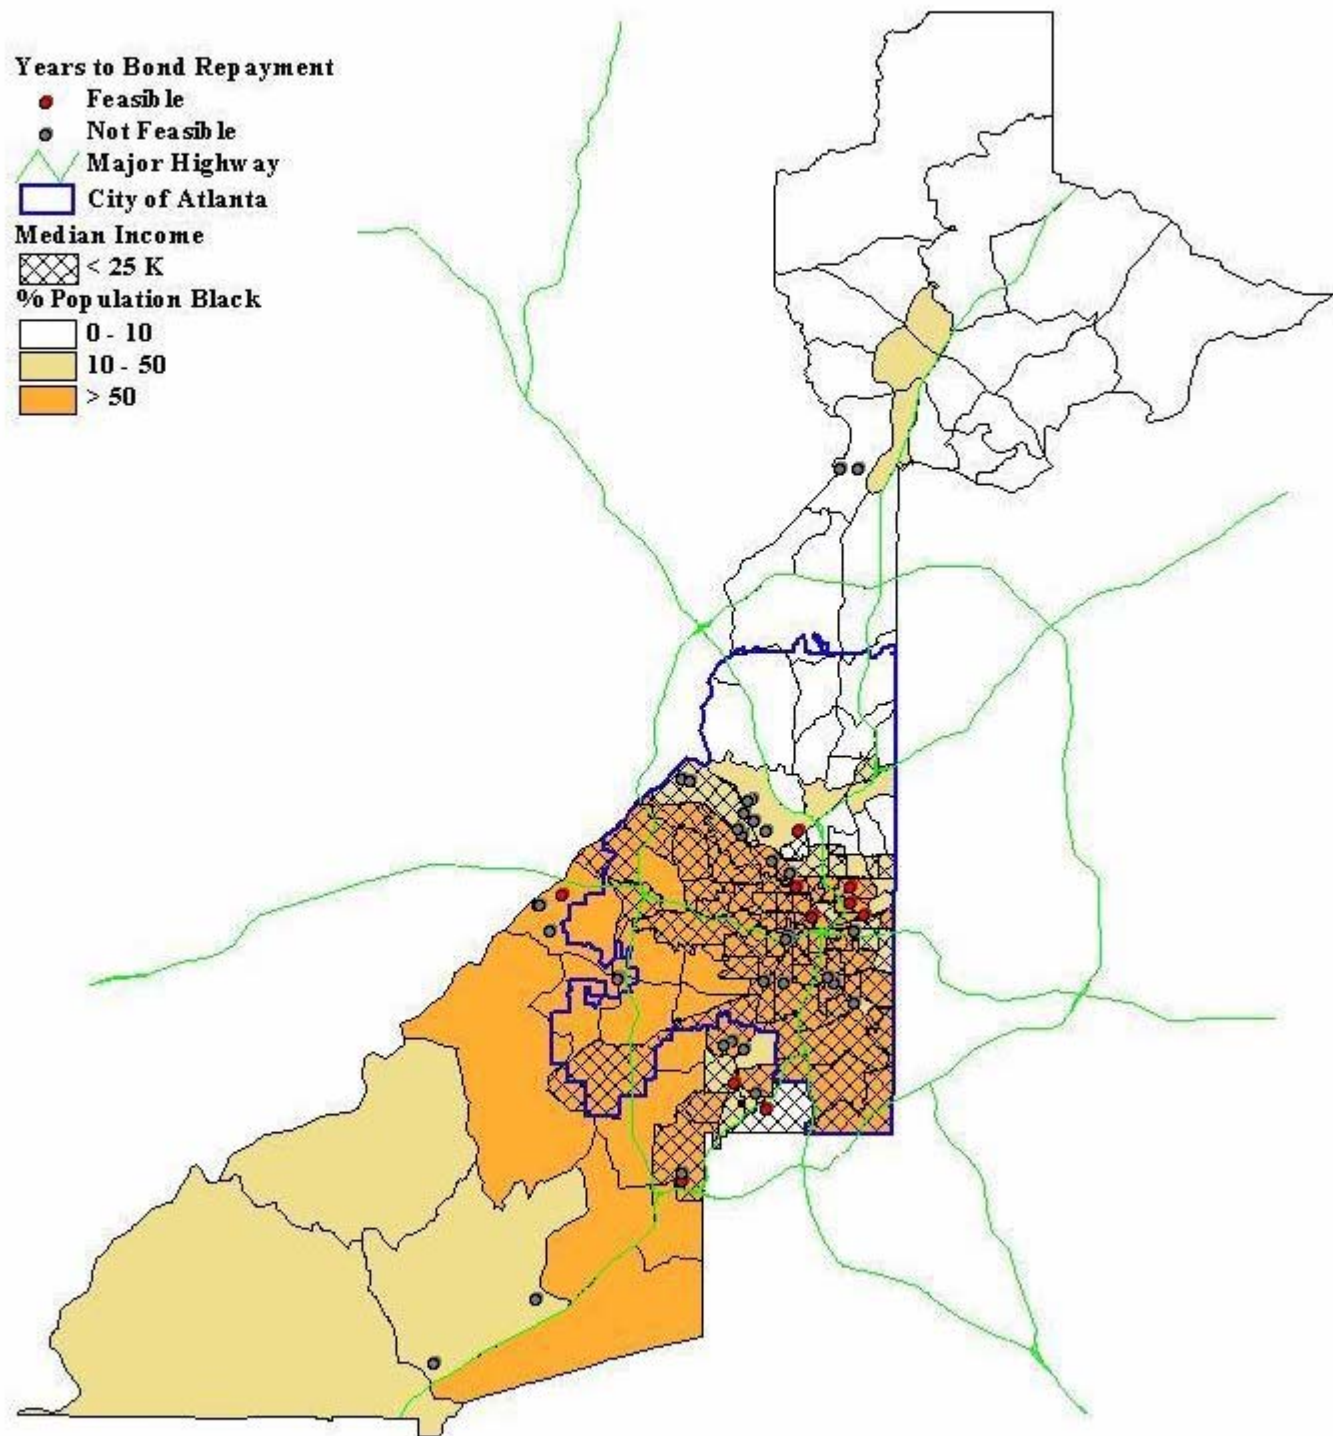 Years to Bond Repayment
Feasible
Not Feasible
Major Highway
City of Atlanta
Median Income
< 25 K
% Population Black
0 - 10
10 - 50
> 50